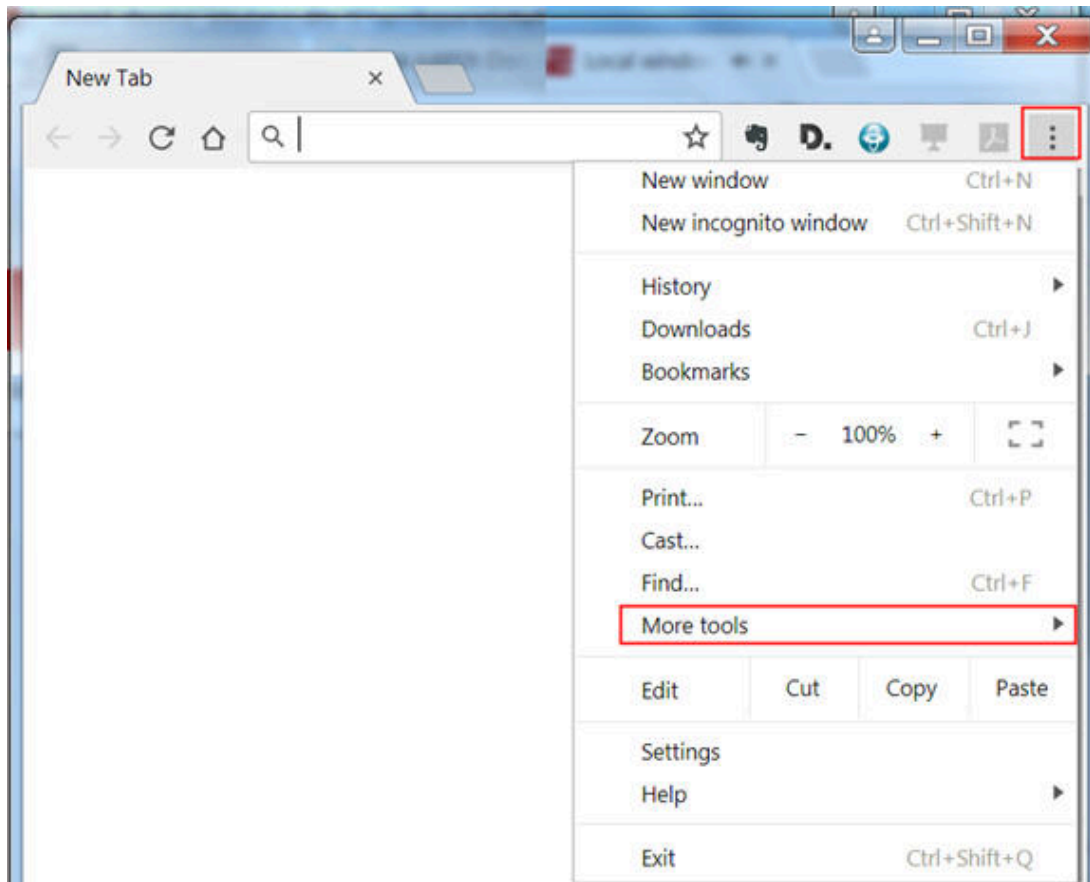 New Tab
D.
New window Ctrl+N
New incognito window Ctrl+Shift+N
History
Downloads Ctrl+J
Bookmarks
Zoom - 100% +
Print... Ctrl+P
Cast...
Find... Ctrl+F
More tools
Edit Cut Copy Paste
Settings
Help
Exit Ctrl+Shift+Q